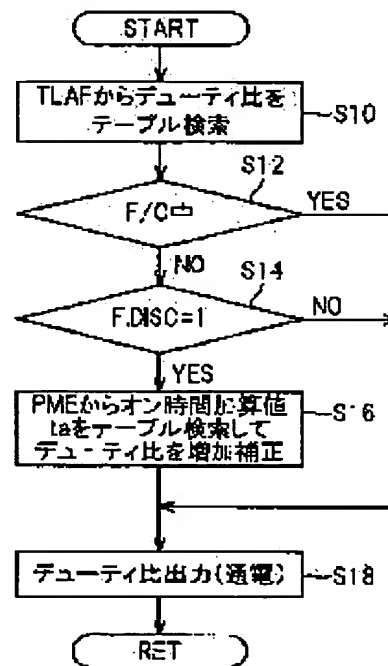 START
TLAFからデューティ比を
テーブル検索
S10
S12
F/C中
YES
NO
S14
F.DISC=1
NO
YES
PMEからオン時間加算値
taをテーブル検索して
デューティ比を増加補正
S16
デューティ比出力(通電)
S18
RET